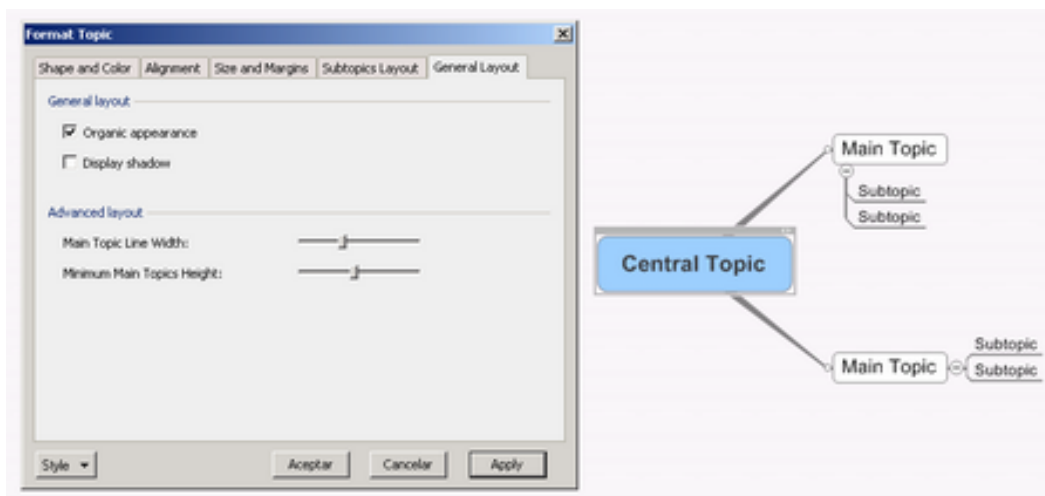 Format Topic
Shape and Color Alignment Size and Margins Subtopics Layout General Layout
General layout
Organic appearance
Display shadow
Advanced layout
Main Topic Line Width:
Minimum Main Topics Height:
Style Aceptar Cancelar Apply
Main Topic
Subtopic
Subtopic
Central Topic
Subtopic
Main Topic Subtopic